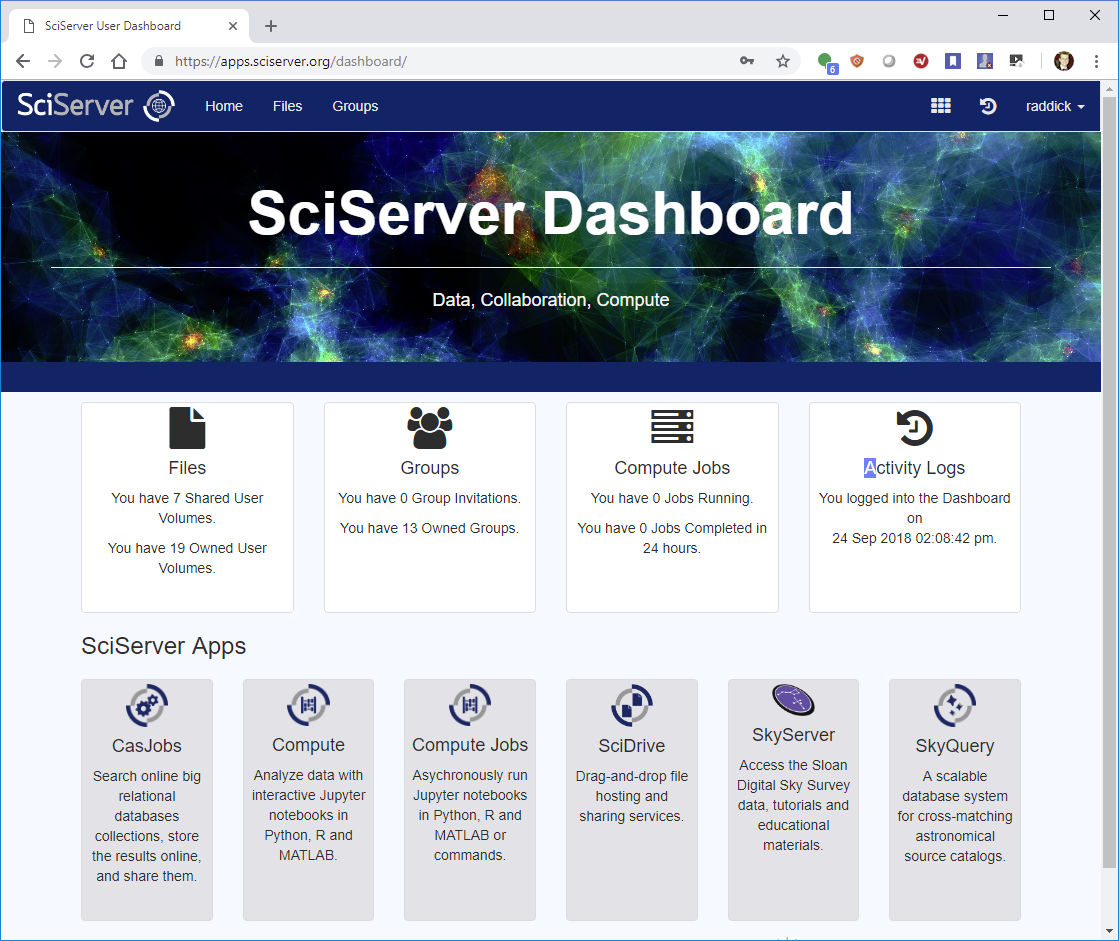 SciServer User Dashboard
https://apps.sciserver.org/dashboard/
6
SciServer
Home
Files
Groups
raddick
SciServer Dashboard
Data, Collaboration, Compute
Files
You have 7 Shared User
Volumes.
You have 19 Owned User
Volumes.
Groups
You have 0 Group Invitations.
You have 13 Owned Groups.
Compute Jobs
You have 0 Jobs Running.
You have 0 Jobs Completed in
24 hours.
Activity Logs
You logged into the Dashboard
on
24 Sep 2018 02:08:42 pm.
SciServer Apps
CasJobs
Search online big
relational
databases
collections, store
the results online,
and share them.
Compute
Analyze data with
interactive Jupyter
notebooks in
Python, R and
MATLAB.
Compute Jobs
Asychronously run
Jupyter notebooks
in Python, R and
MATLAB or
commands.
SciDrive
Drag-and-drop file
hosting and
sharing services.
SkyServer
Access the Sloan
Digital Sky Survey
data, tutorials and
educational
materials.
SkyQuery
A scalable
database system
for cross-matching
astronomical
source catalogs.